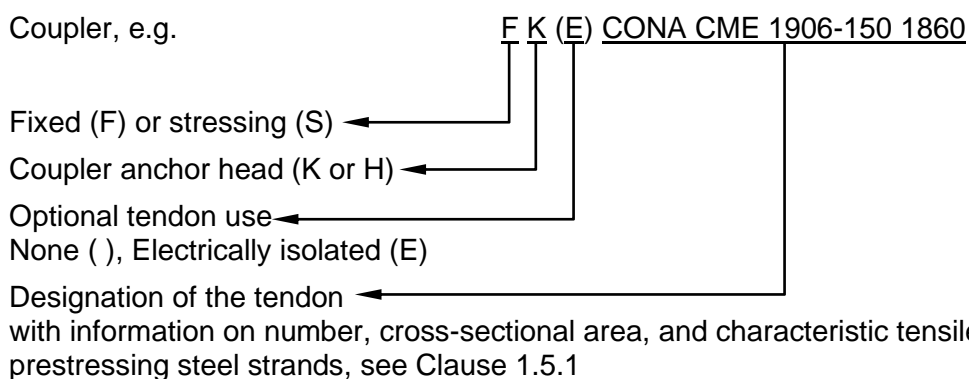 Coupler, e.g. F K (E) CONA CME 1906-150 1860
Fixed (F) or stressing (S)
Coupler anchor head (K or H)
Optional tendon use
None ( ), Electrically isolated (E)
Designation of the tendon
with information on number, cross-sectional area, and characteristic tensile
prestressing steel strands, see Clause 1.5.1